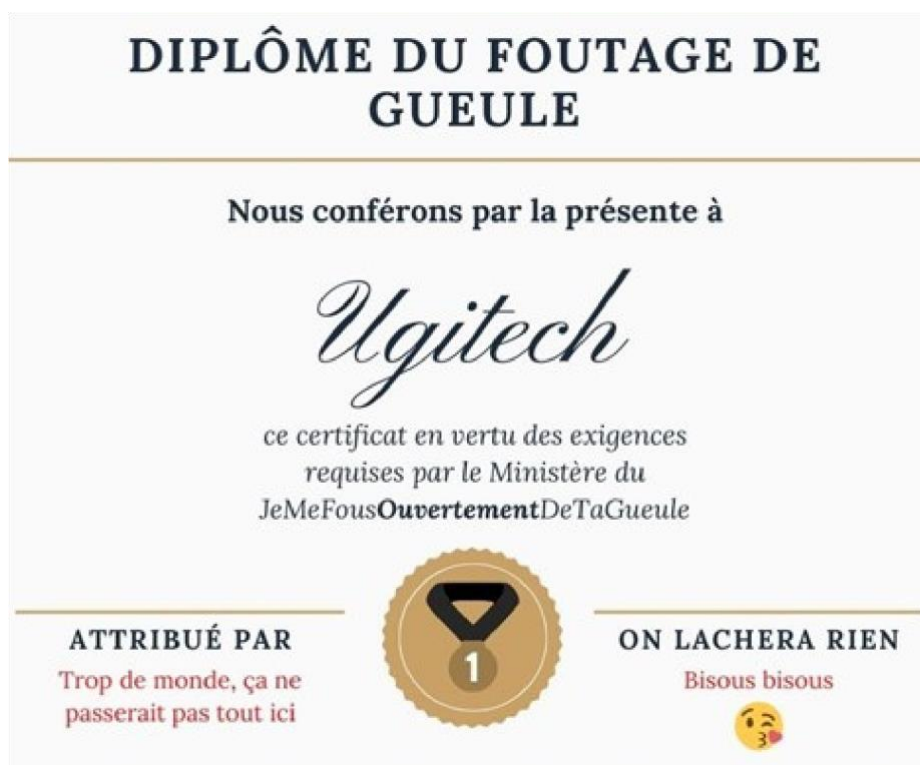 DIPLÔME DU FOUTAGE DE
GUEULE
Nous conférons par la présente à
Ugitech
ce certificat en vertu des exigences
requises par le Ministère du
JeMeFousOuvertementDeTaGueule
1
ATTRIBUÉ PAR
Trop de monde, ça ne
passerait pas tout ici
ON LACHERA RIEN
Bisous bisous